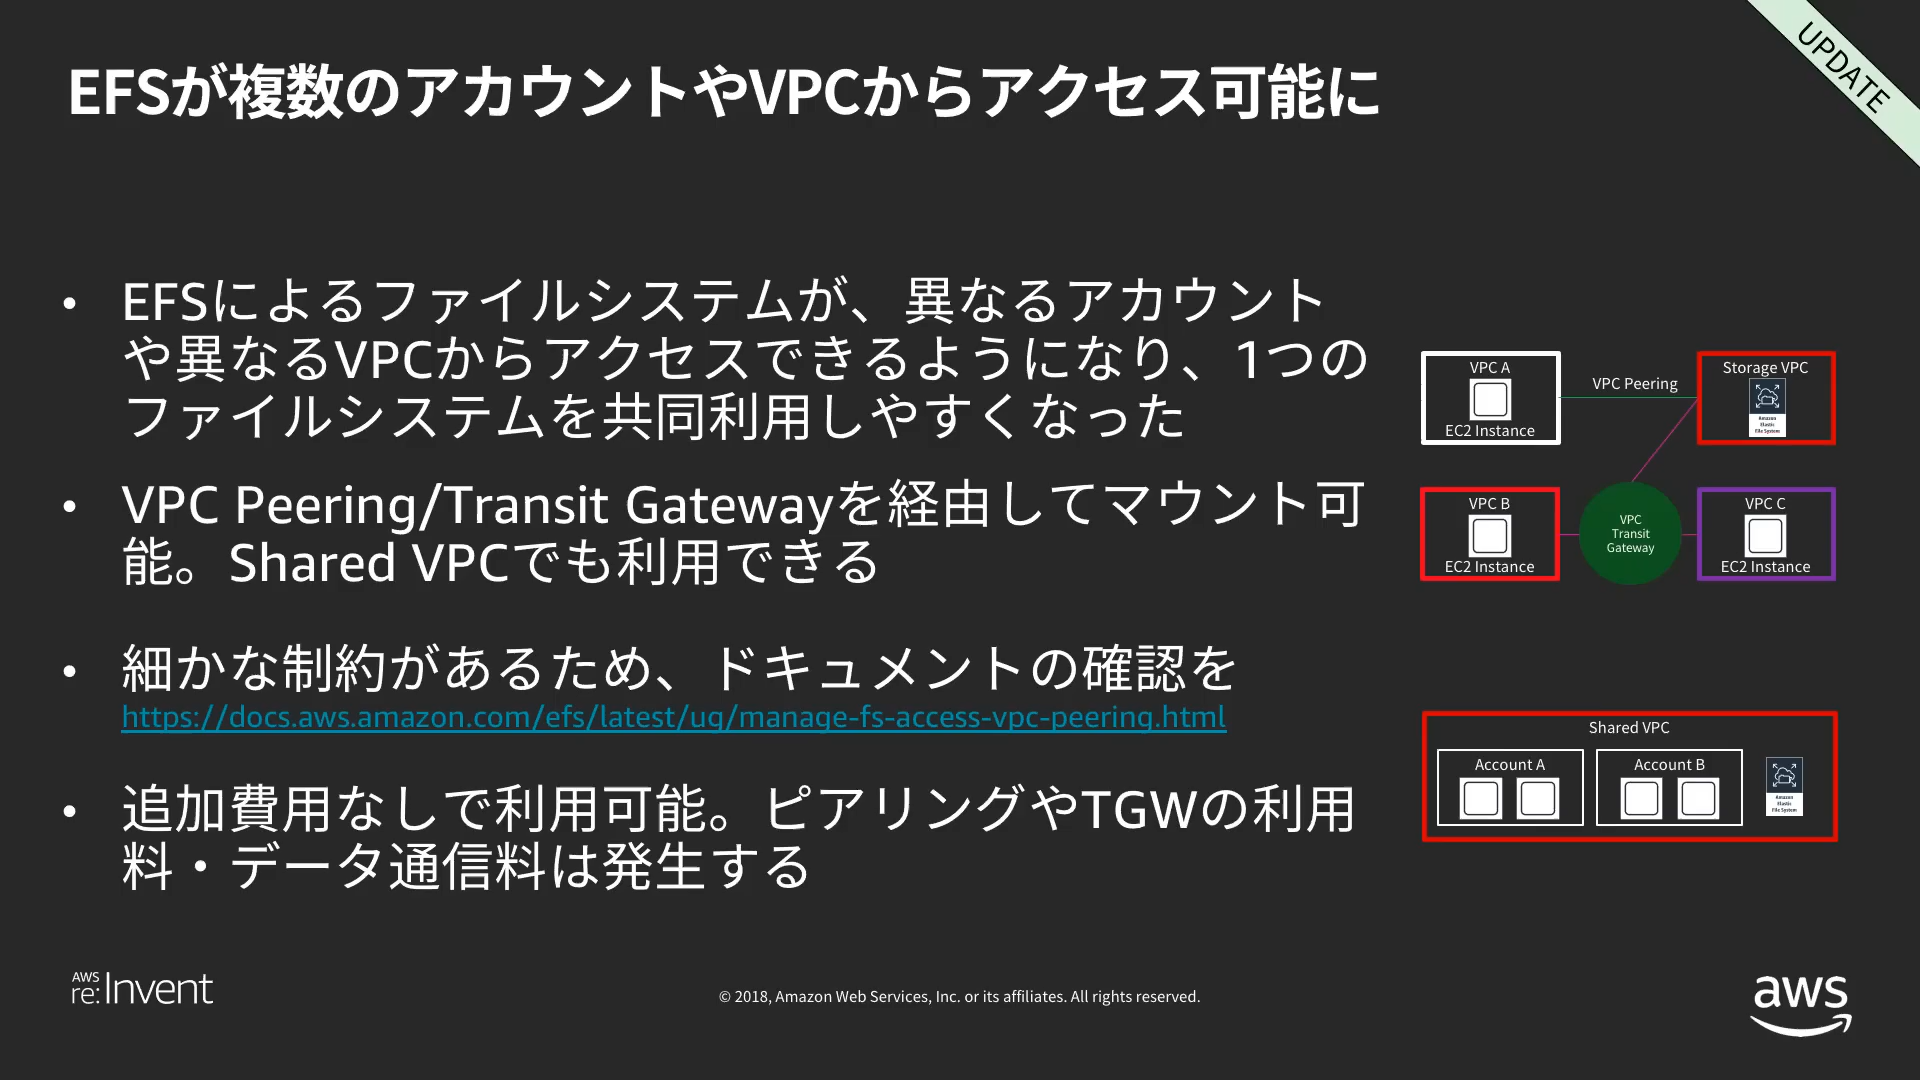 UPDATE
EFSが複数のアカウントやVPCからアクセス可能に
• EFSによるファイルシステムが、異なるアカウント
や異なるVPCからアクセスできるようになり、1つの
ファイルシステムを共同利用しやすくなった
• VPC Peering/Transit Gatewayを経由してマウント可
能。Shared VPCでも利用できる
• 細かな制約があるため、ドキュメントの確認を
https://docs.aws.amazon.com/efs/latest/ug/manage-fs-access-vpc-peering.html
• 追加費用なしで利用可能。ピアリングやTGWの利用
料・データ通信料は発生する
VPC A
EC2 Instance
VPC Peering
Storage VPC
Amazon
Elastic
File System
VPC B
EC2 Instance
VPC
Transit
Gateway
VPC C
EC2 Instance
Shared VPC
Account A
Account B
Amazon
Elastic
File System
AWS
re:Invent
© 2018, Amazon Web Services, Inc. or its affiliates. All rights reserved.
aws